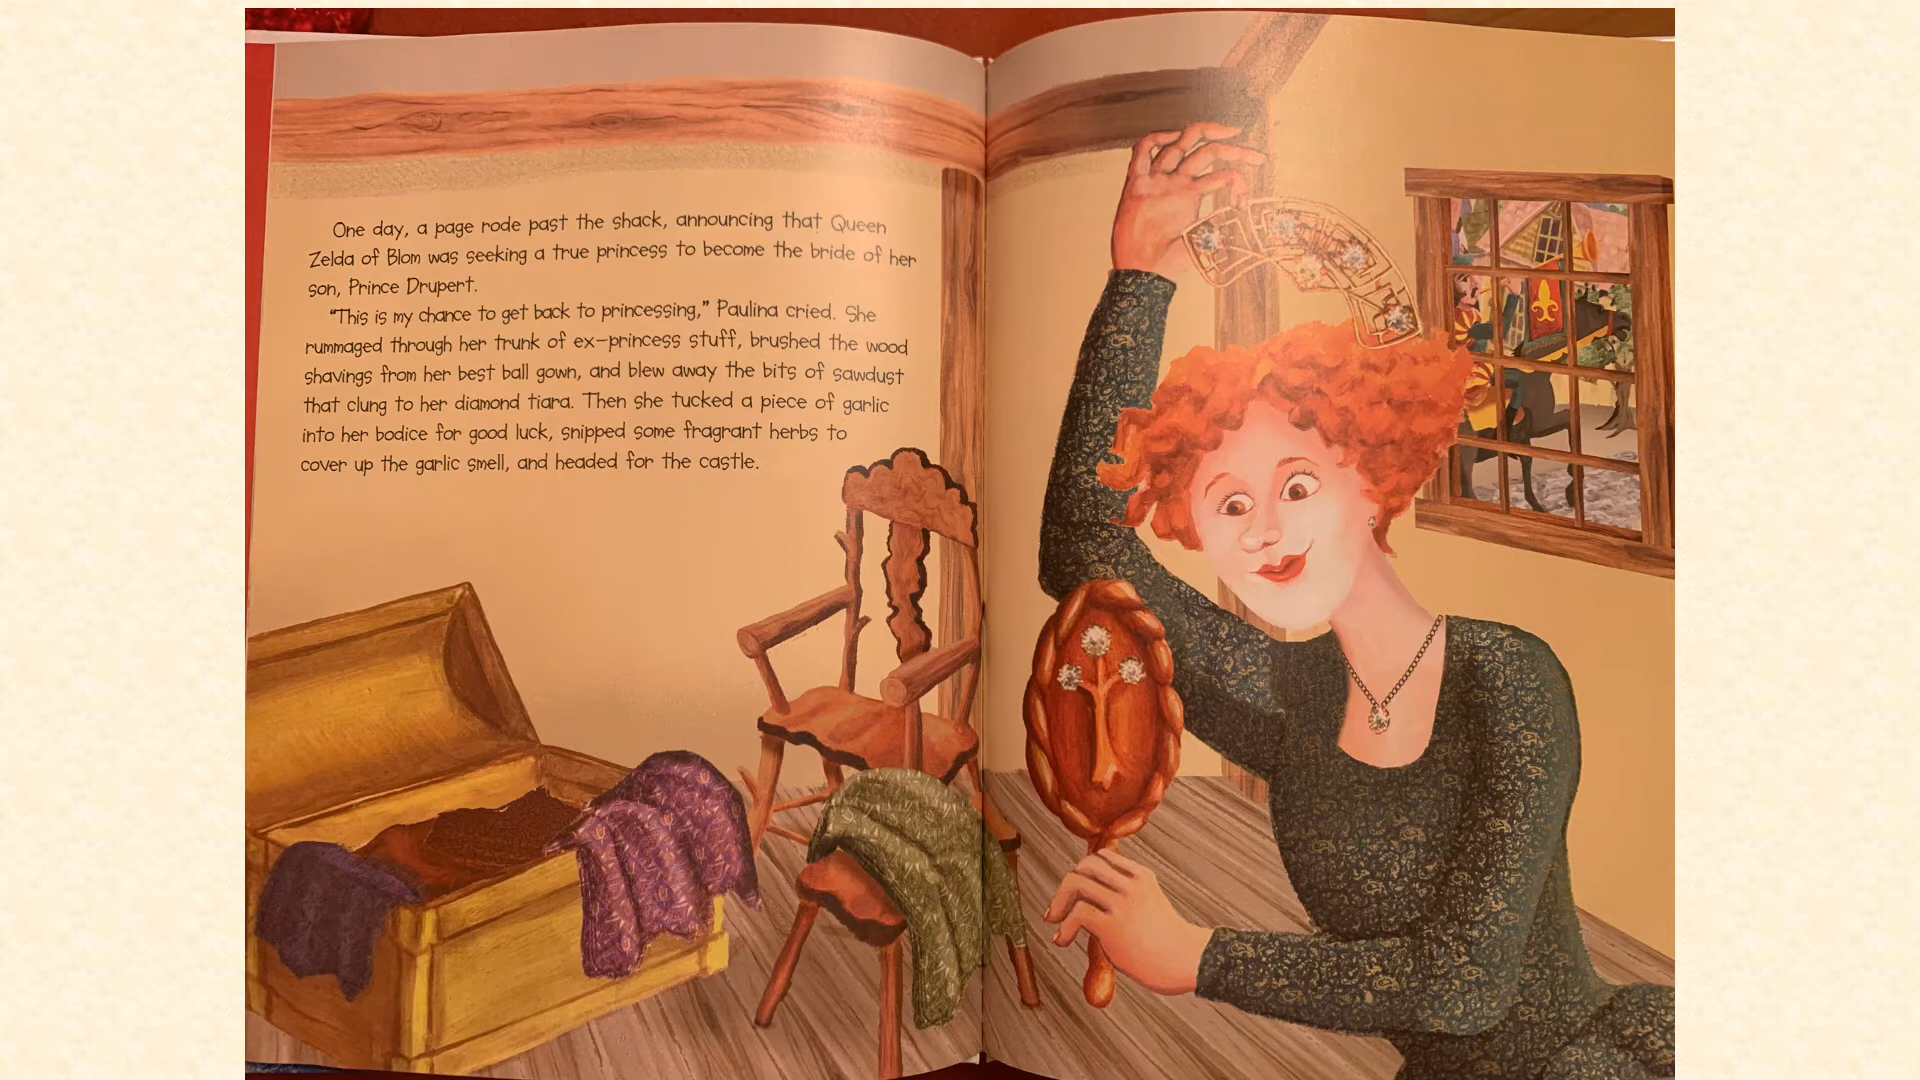 One day, a page rode past the shack, announcing that Queen
Zelda of Blom was seeking a true princess to become the bride of her
son, Prince Drupert.
“This is my chance to get back to princessing,” Paulina cried. She
rummaged through her trunk of ex-princess stuff, brushed the wood
shavings from her best ball gown, and blew away the bits of sawdust
that clung to her diamond tiara. Then she tucked a piece of garlic
into her bodice for good luck, snipped some fragrant herbs to
cover up the garlic smell, and headed for the castle.